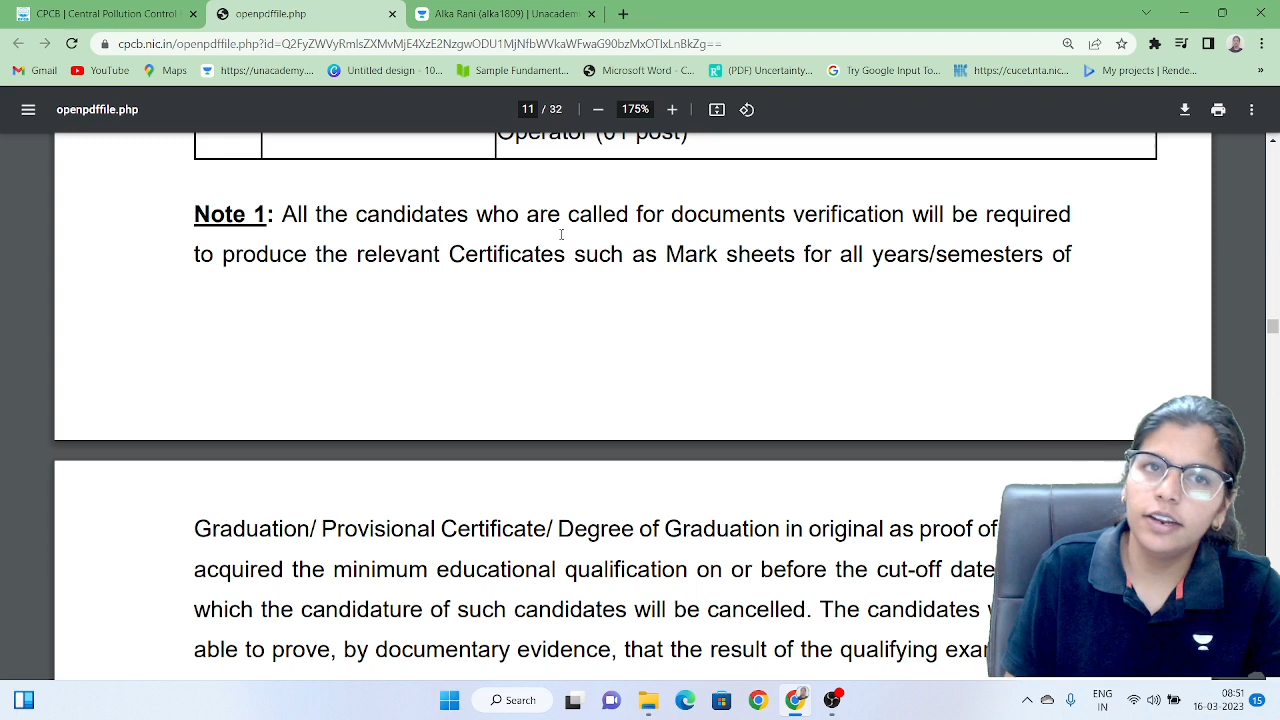 CPCB | Central Pollution Control
openpdffile.php
Alka Rani (alka1809) | Unacadem
cpcb.nic.in/openpdffile.php?id=Q2FyZWVyRmlsZXMvMjE4XzE2NzgwODU1MjNfbWVkaWFwaG90bzMxOTIxLnBkZg==
Gmail
YouTube
Maps
https://unacademy...
Untitled design - 10...
Sample Fundament...
Microsoft Word - C...
(PDF) Uncertainty...
Try Google Input To...
https://cucet.nta.nic...
My projects | Rende...
»
openpdffile.php
11 / 32
175%
Operator (01 post)
Note 1: All the candidates who are called for documents verification will be required
to produce the relevant Certificates such as Mark sheets for all years/semesters of
Graduation/ Provisional Certificate/ Degree of Graduation in original as proof of
acquired the minimum educational qualification on or before the cut-off date
which the candidature of such candidates will be cancelled. The candidates
able to prove, by documentary evidence, that the result of the qualifying exa
Search
ENG
IN
08:51
16-03-2023
15